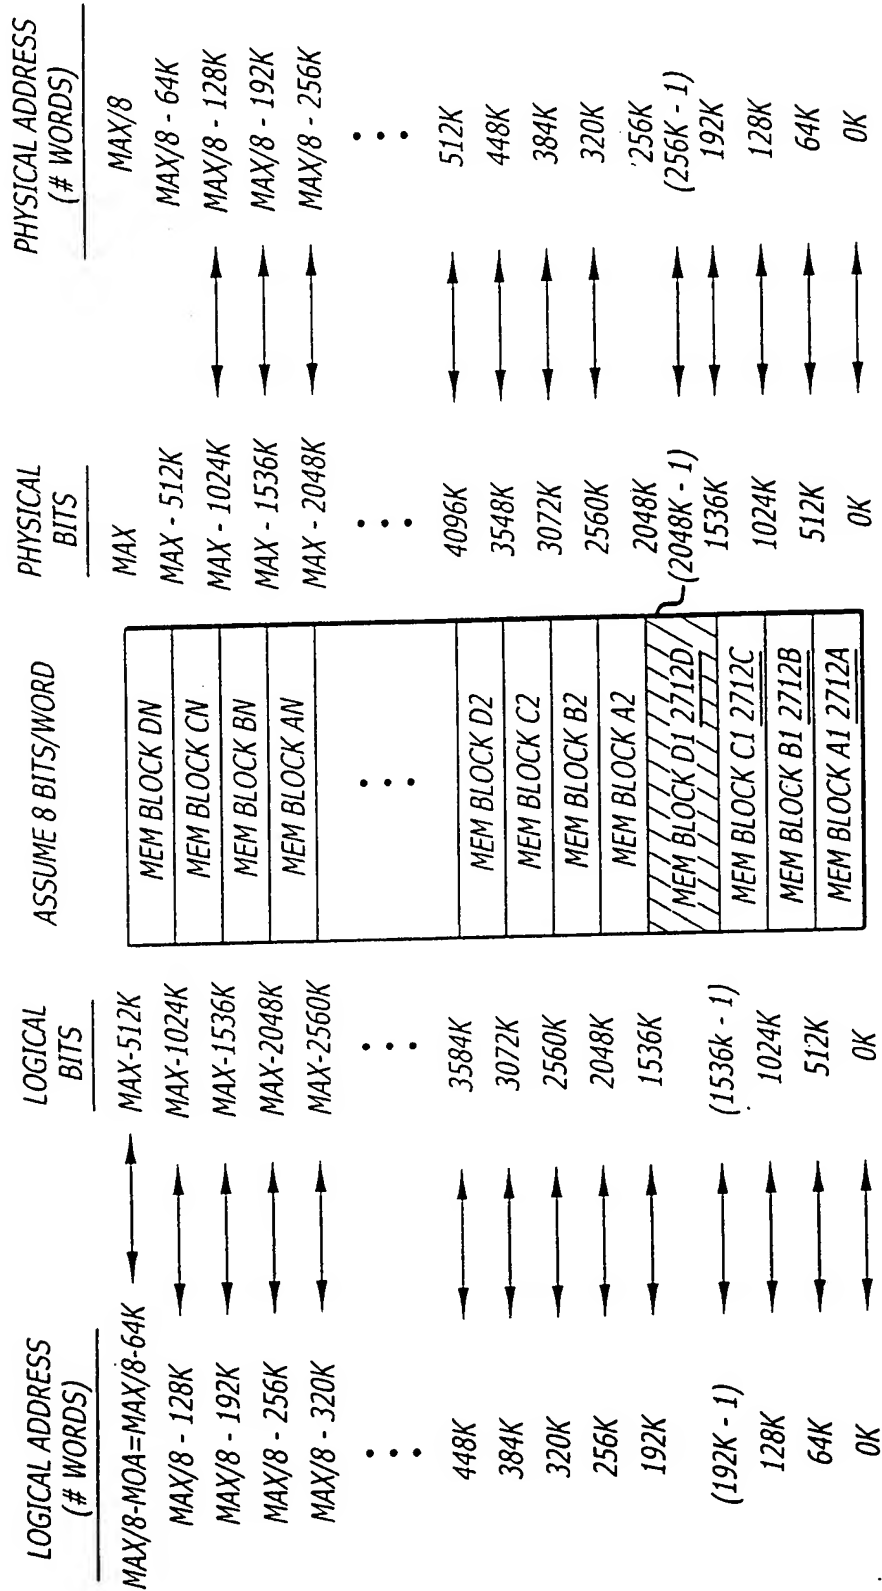 LOGICAL ADDRESS
(# WORDS)
MAX/8-MOA=MAX/8-64K
MAX/8 - 128K
MAX/8 - 192K
MAX/8 - 256K
MAX/8 - 320K
• • •
448K
384K
320K
256K
192K
(192K - 1)
128K
64K
0K
LOGICAL
BITS
MAX-512K
MAX-1024K
MAX-1536K
MAX-2048K
MAX-2560K
• • •
3584K
3072K
2560K
2048K
1536K
(1536k - 1)
1024K
512K
0K
ASSUME 8 BITS/WORD
MEM BLOCK DN
MEM BLOCK CN
MEM BLOCK BN
MEM BLOCK AN
• • •
MEM BLOCK D2
MEM BLOCK C2
MEM BLOCK B2
MEM BLOCK A2
MEM BLOCK D1 2712D
MEM BLOCK C1 2712C
MEM BLOCK B1 2712B
MEM BLOCK A1 2712A
PHYSICAL
BITS
MAX
MAX - 512K
MAX - 1024K
MAX - 1536K
MAX - 2048K
• • •
4096K
3548K
3072K
2560K
2048K
(2048K - 1)
1536K
1024K
512K
0K
PHYSICAL ADDRESS
(# WORDS)
MAX/8
MAX/8 - 64K
MAX/8 - 128K
MAX/8 - 192K
MAX/8 - 256K
• • •
512K
448K
384K
320K
256K
(256K - 1)
192K
128K
64K
0K